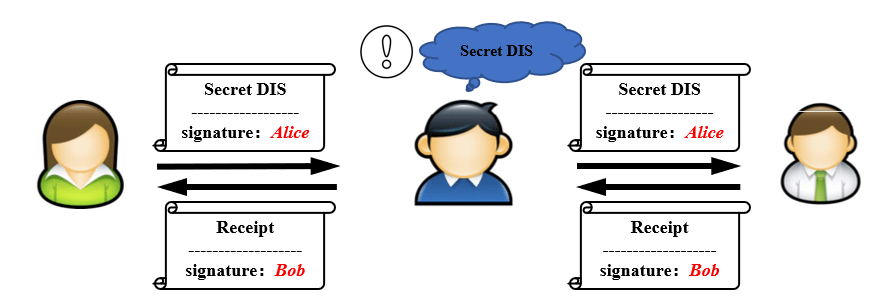 Secret DIS
Secret DIS
signature： Alice
Secret DIS
signature： Alice
Receipt
signature： Bob
Receipt
signature： Bob